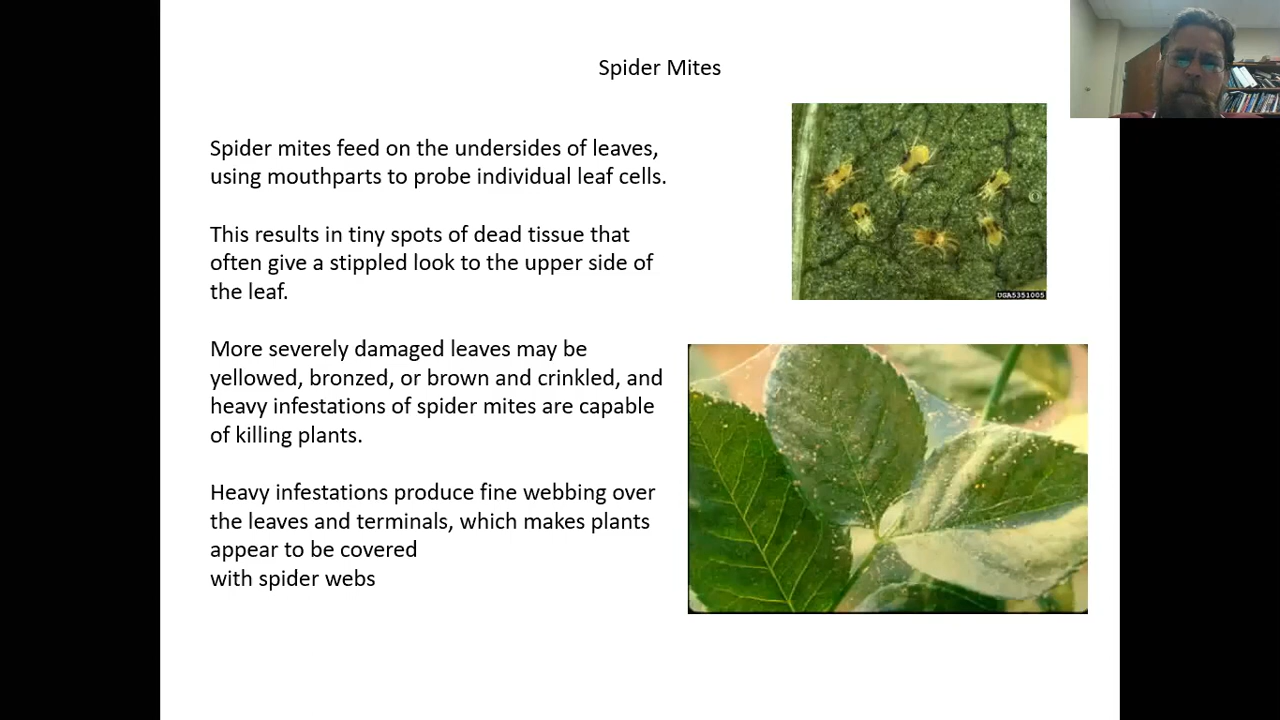 Spider Mites
Spider mites feed on the undersides of leaves,
using mouthparts to probe individual leaf cells.
This results in tiny spots of dead tissue that
often give a stippled look to the upper side of
the leaf.
More severely damaged leaves may be
yellowed, bronzed, or brown and crinkled, and
heavy infestations of spider mites are capable
of killing plants.
Heavy infestations produce fine webbing over
the leaves and terminals, which makes plants
appear to be covered
with spider webs
UGA5351005